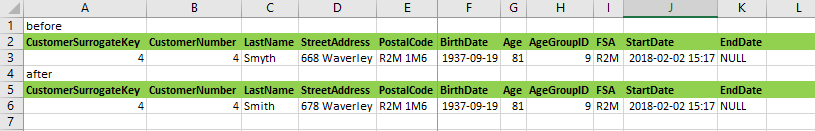 A B C D E F G H I J K L
1 before
2 CustomerSurrogateKey CustomerNumber LastName StreetAddress PostalCode BirthDate Age AgeGroupID FSA StartDate EndDate
3 4 4 Smyth 668 Waverley R2M 1M6 1937-09-19 81 9 R2M 2018-02-02 15:17 NULL
4 after
5 CustomerSurrogateKey CustomerNumber LastName StreetAddress PostalCode BirthDate Age AgeGroupID FSA StartDate EndDate
6 4 4 Smith 678 Waverley R2M 1M6 1937-09-19 81 9 R2M 2018-02-02 15:17 NULL
7